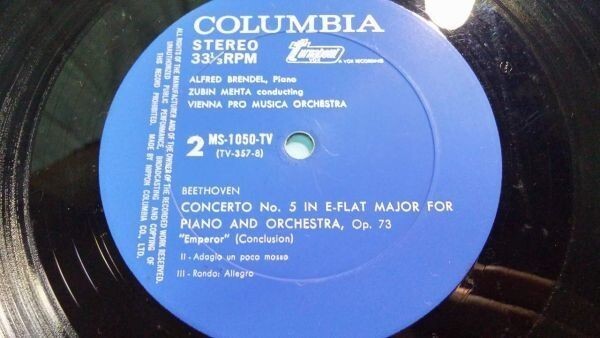 COLUMBIA
STEREO
33⅓RPM
Turnabout
VOX
A VOX RECORDING
ALFRED BRENDEL, Piano
ZUBIN MEHTA conducting
VIENNA PRO MUSICA ORCHESTRA
2 MS-1050-TV
(TV-357-8)
BEETHOVEN
CONCERTO No. 5 IN E-FLAT MAJOR FOR
PIANO AND ORCHESTRA, Op. 73
"Emperor" (Conclusion)
II - Adagio un poco mosso
III - Rondo: Allegro
ALL RIGHTS OF THE MANUFACTURER AND OF THE OWNER OF THE RECORDED WORK RESERVED.
UNAUTHORIZED PUBLIC PERFORMANCE, BROADCASTING AND COPYING OF
THIS RECORD PROHIBITED. MADE BY NIPPON COLUMBIA CO., LTD.